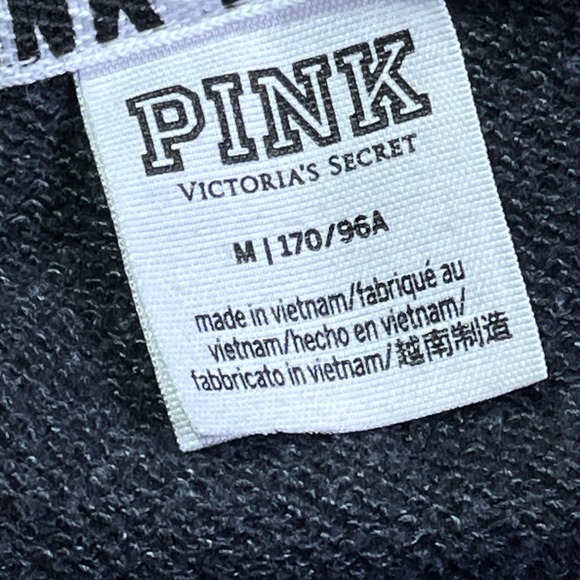 PINK
VICTORIA'S SECRET
M | 170/96A
made in vietnam/fabriqué au
vietnam/hecho en vietnam/
fabbricato in vietnam/越南制造